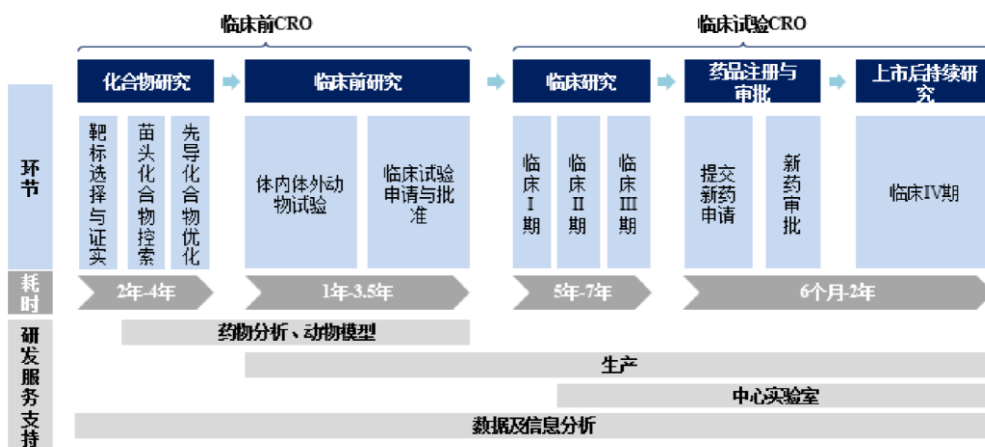 临床前CRO
临床试验CRO
化合物研究
临床前研究
临床研究
药品注册与
审批
上市后持续研
究
环节
靶标选择与证实
苗头化合物控索
先导化合物优化
体内体外动
物试验
临床试验
申请与批
准
临床Ⅰ期
临床Ⅱ期
临床Ⅲ期
提交
新药
申请
新药审批
临床IV期
耗时
2年-4年
1年-3.5年
5年-7年
6个月-2年
研发服务支持
药物分析、动物模型
生产
中心实验室
数据及信息分析